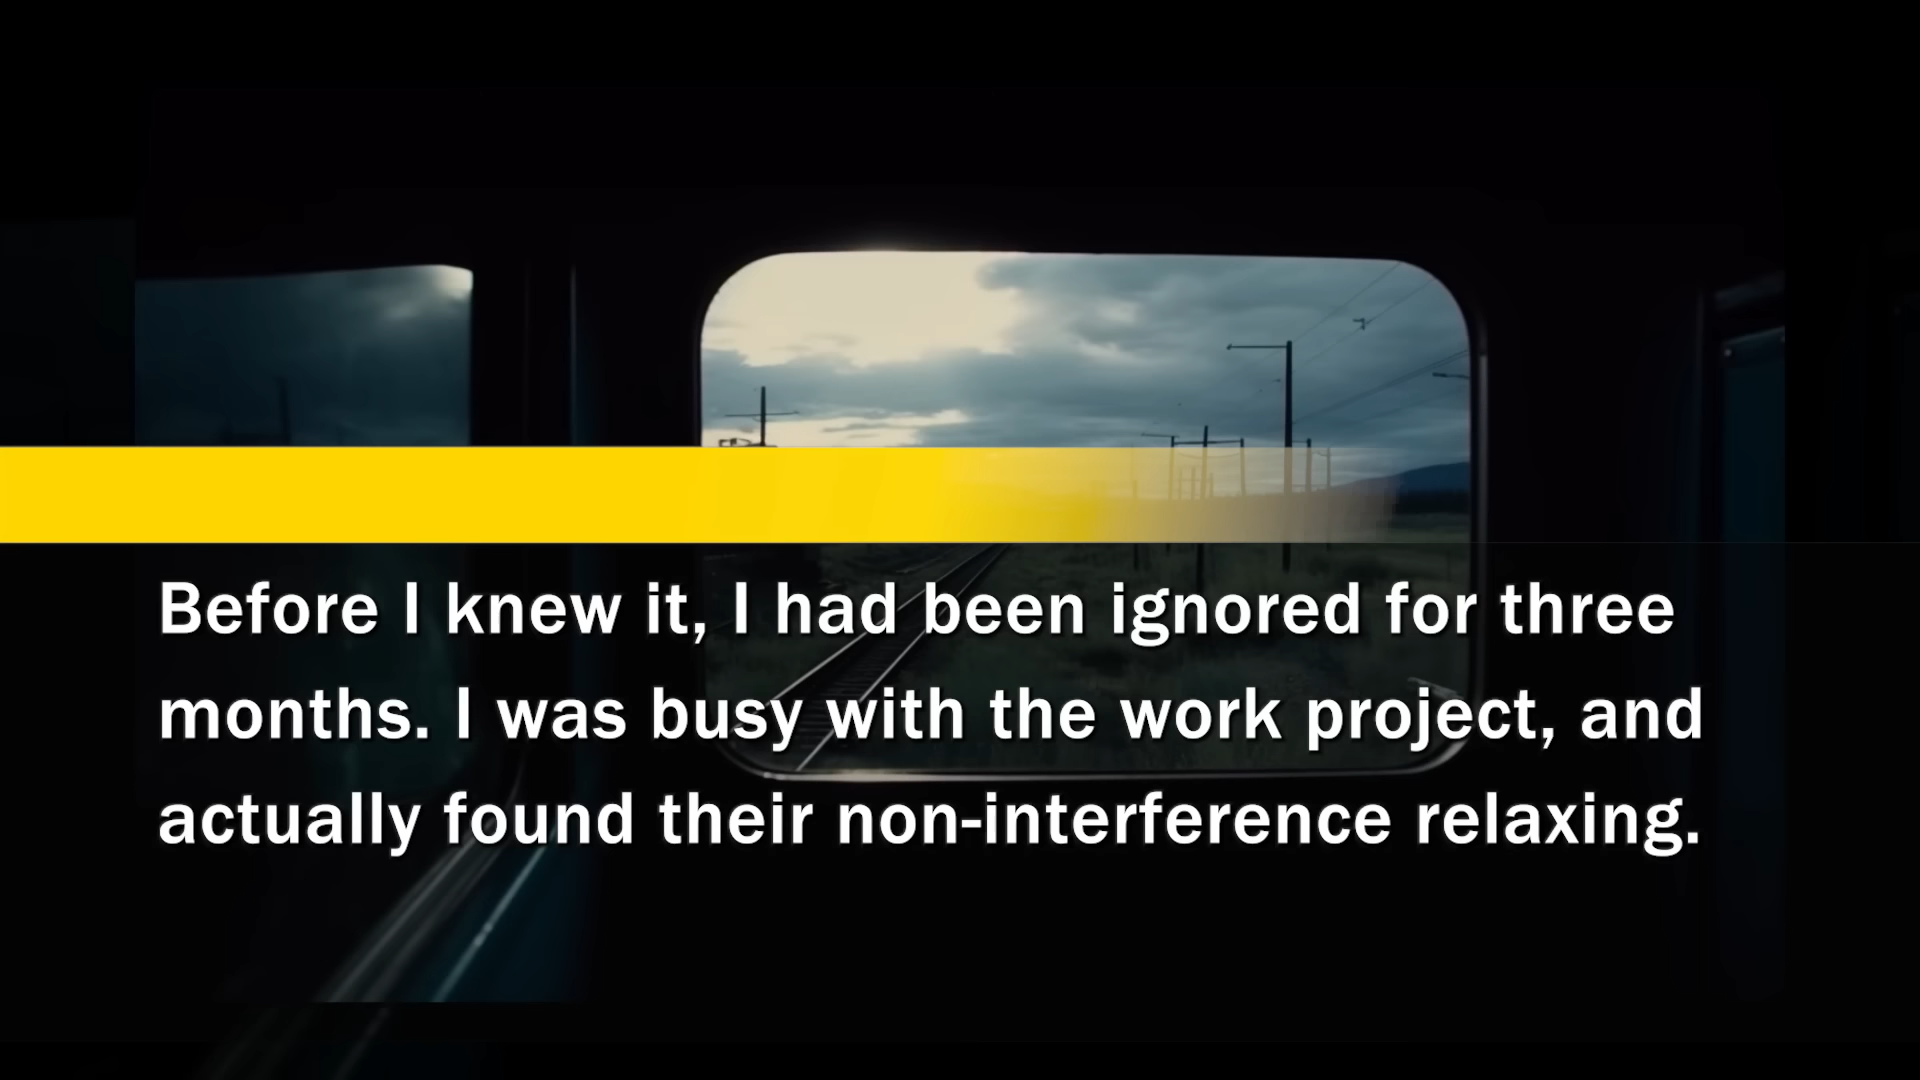 Before I knew it, I had been ignored for three
months. I was busy with the work project, and
actually found their non-interference relaxing.